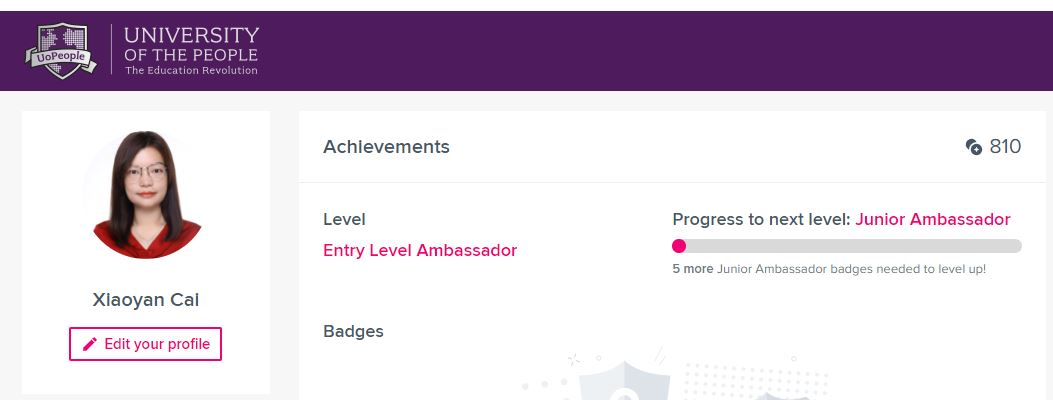 UoPeople
UNIVERSITY
OF THE PEOPLE
The Education Revolution
Xiaoyan Cai
Edit your profile
Achievements
810
Level
Entry Level Ambassador
Progress to next level: Junior Ambassador
5 more Junior Ambassador badges needed to level up!
Badges